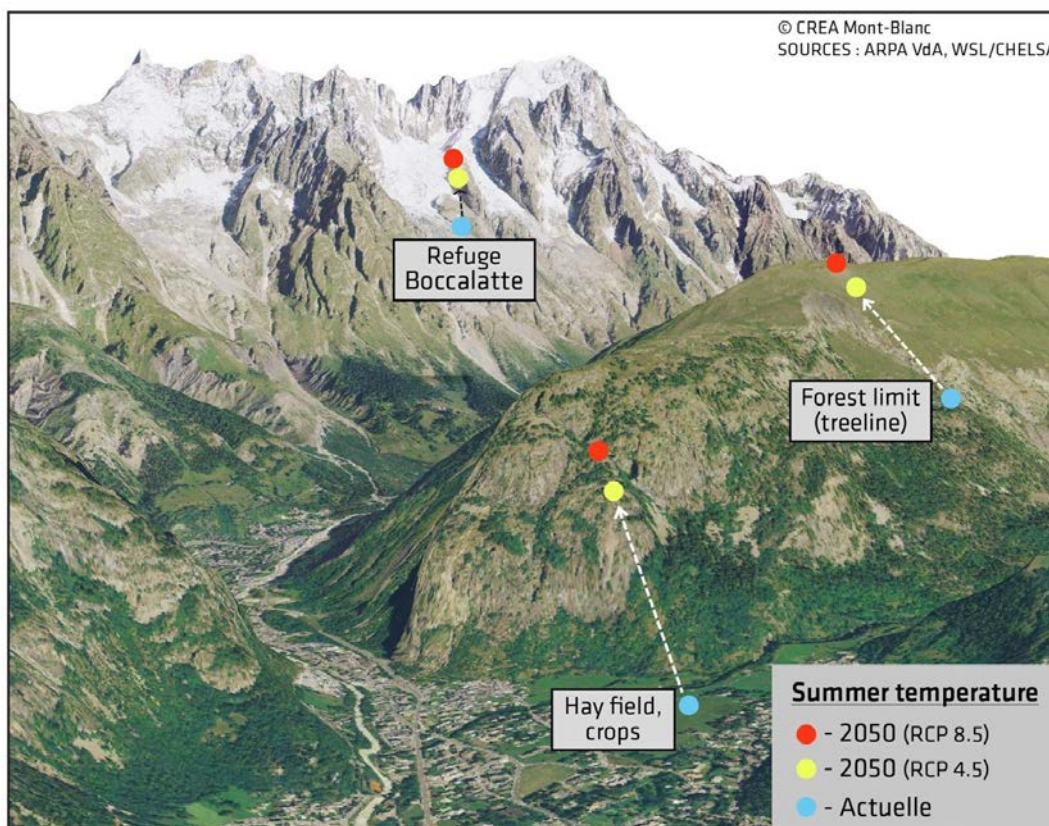 © CREA Mont-Blanc
SOURCES : ARPA VdA, WSL/CHELSA
Refuge
Boccalatte
Forest limit
(treeline)
Hay field,
crops
Summer temperature
- 2050 (RCP 8.5)
- 2050 (RCP 4.5)
- Actuelle